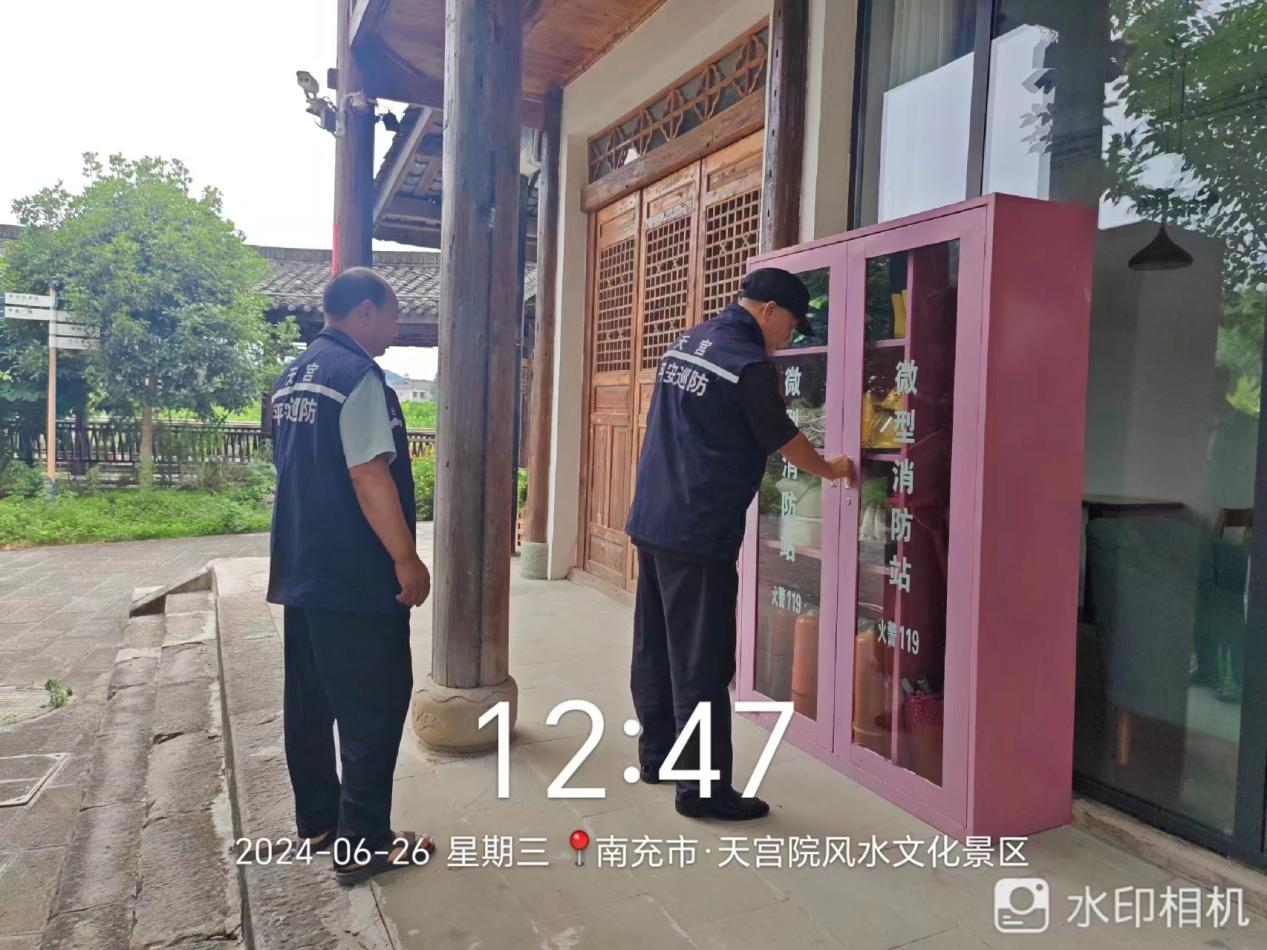 天宫
平安巡防
天宫
平安巡防
微型消防站
火警119
微型消防站
火警119
12:47
2024-06-26 星期三 南充市·天宫院风水文化景区
水印相机